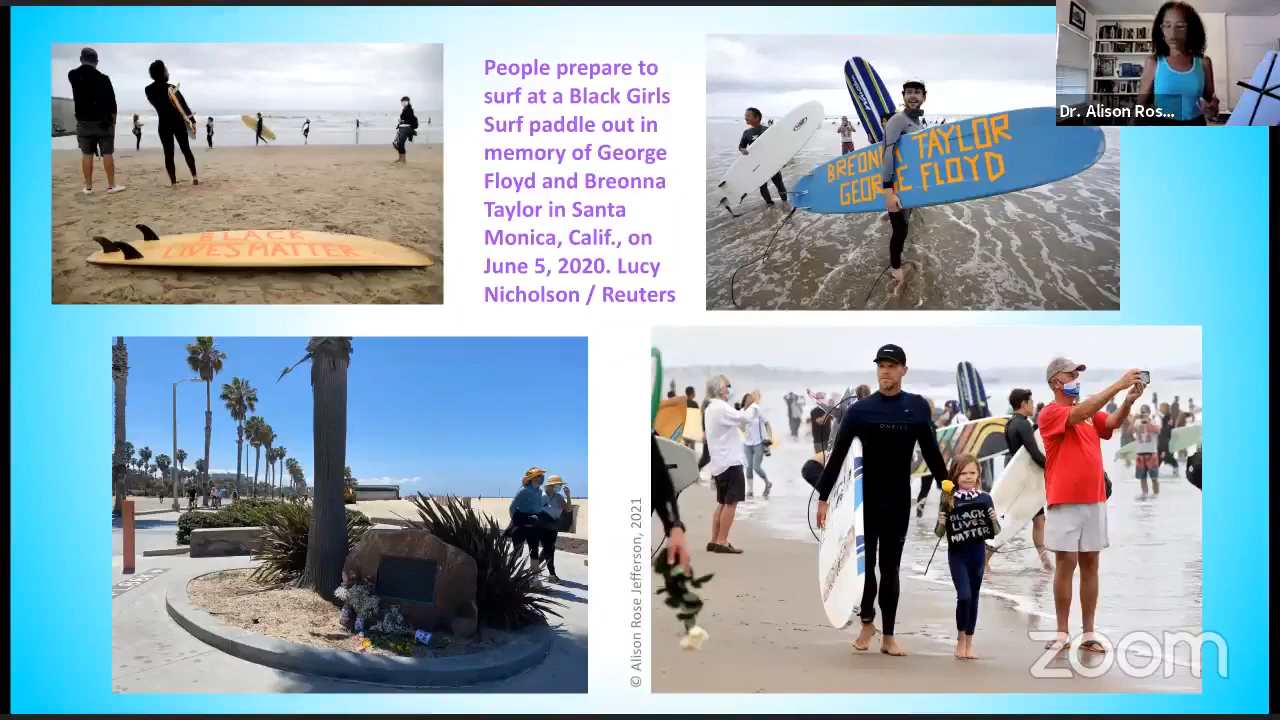 BLACK
LIVES MATTER
People prepare to
surf at a Black Girls
Surf paddle out in
memory of George
Floyd and Breonna
Taylor in Santa
Monica, Calif., on
June 5, 2020. Lucy
Nicholson / Reuters
BREONNA TAYLOR
GEORGE FLOYD
Dr. Alison Ros...
© Alison Rose Jefferson, 2021
O'NEILL
BLACK
LIVES
MATTER
zoom